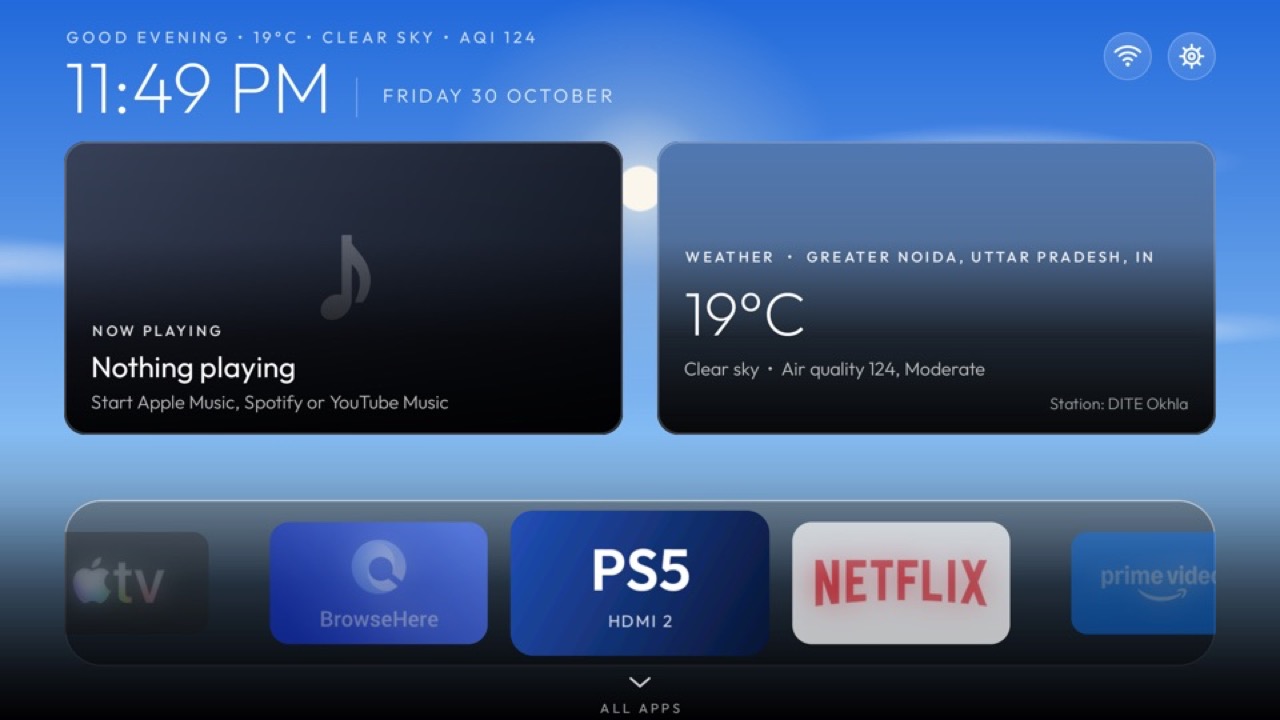 GOOD EVENING • 19°C • CLEAR SKY • AQI 124
11:49 PM
FRIDAY 30 OCTOBER
NOW PLAYING
Nothing playing
Start Apple Music, Spotify or YouTube Music
WEATHER • GREATER NOIDA, UTTAR PRADESH, IN
19°C
Clear sky • Air quality 124, Moderate
Station: DITE Okhla
tv
BrowseHere
PS5
HDMI 2
NETFLIX
prime video
ALL APPS